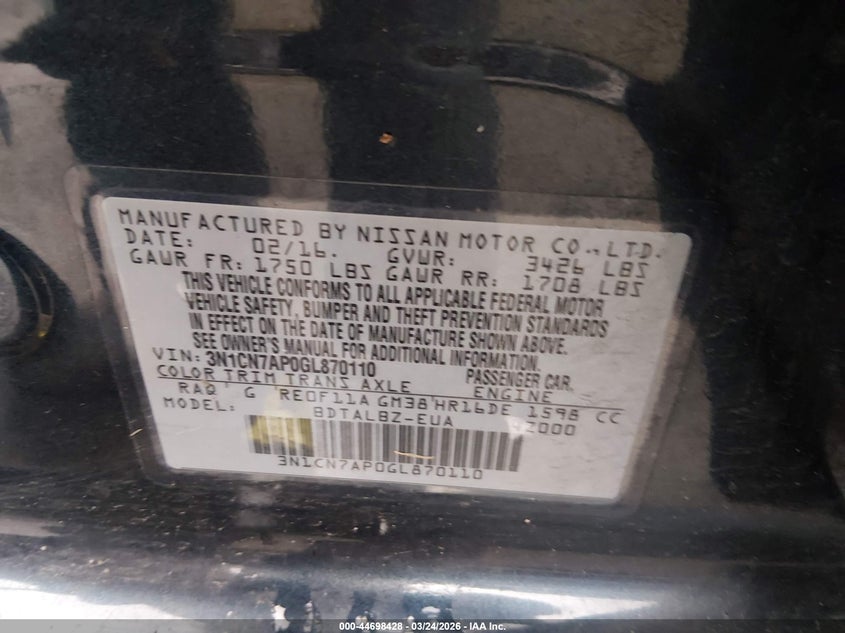 MANUFACTURED BY NISSAN MOTOR CO., LTD.
DATE: 02/16. GVWR: 3426 LBS
GAWR FR: 1750 LBS GAWR RR: 1708 LBS
THIS VEHICLE CONFORMS TO ALL APPLICABLE FEDERAL MOTOR
VEHICLE SAFETY, BUMPER AND THEFT PREVENTION STANDARDS
IN EFFECT ON THE DATE OF MANUFACTURE SHOWN ABOVE.
SEE OWNER'S MANUAL FOR ADDITIONAL INFORMATION.
VIN: 3N1CN7AP0GL870110 PASSENGER CAR.
COLOR TRIM TRANS AXLE ENGINE
RAQ G RE0F11A GM38 HR16DE 1598 CC
MODEL: BDTALBZ-EUA
3N1CN7AP0GL870110
000-44698428 - 03/24/2026 - IAA Inc.